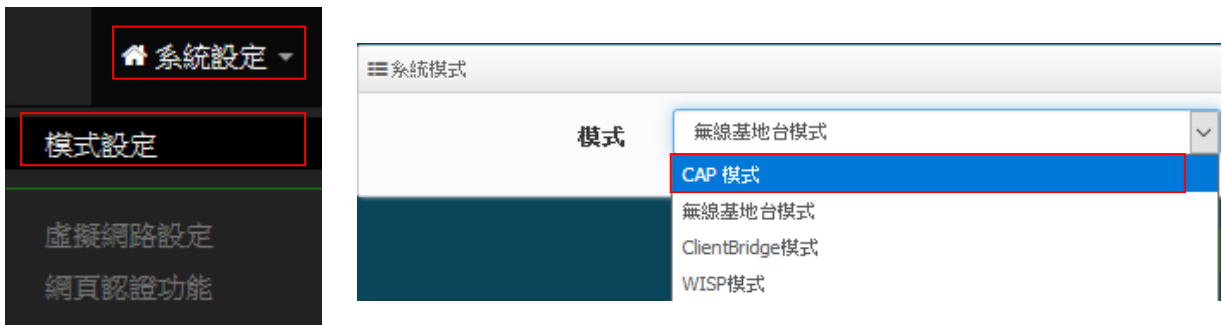 系統設定
模式設定
虛擬網路設定
網頁認證功能
系統模式
模式
無線基地台模式
CAP 模式
無線基地台模式
ClientBridge模式
WISP模式